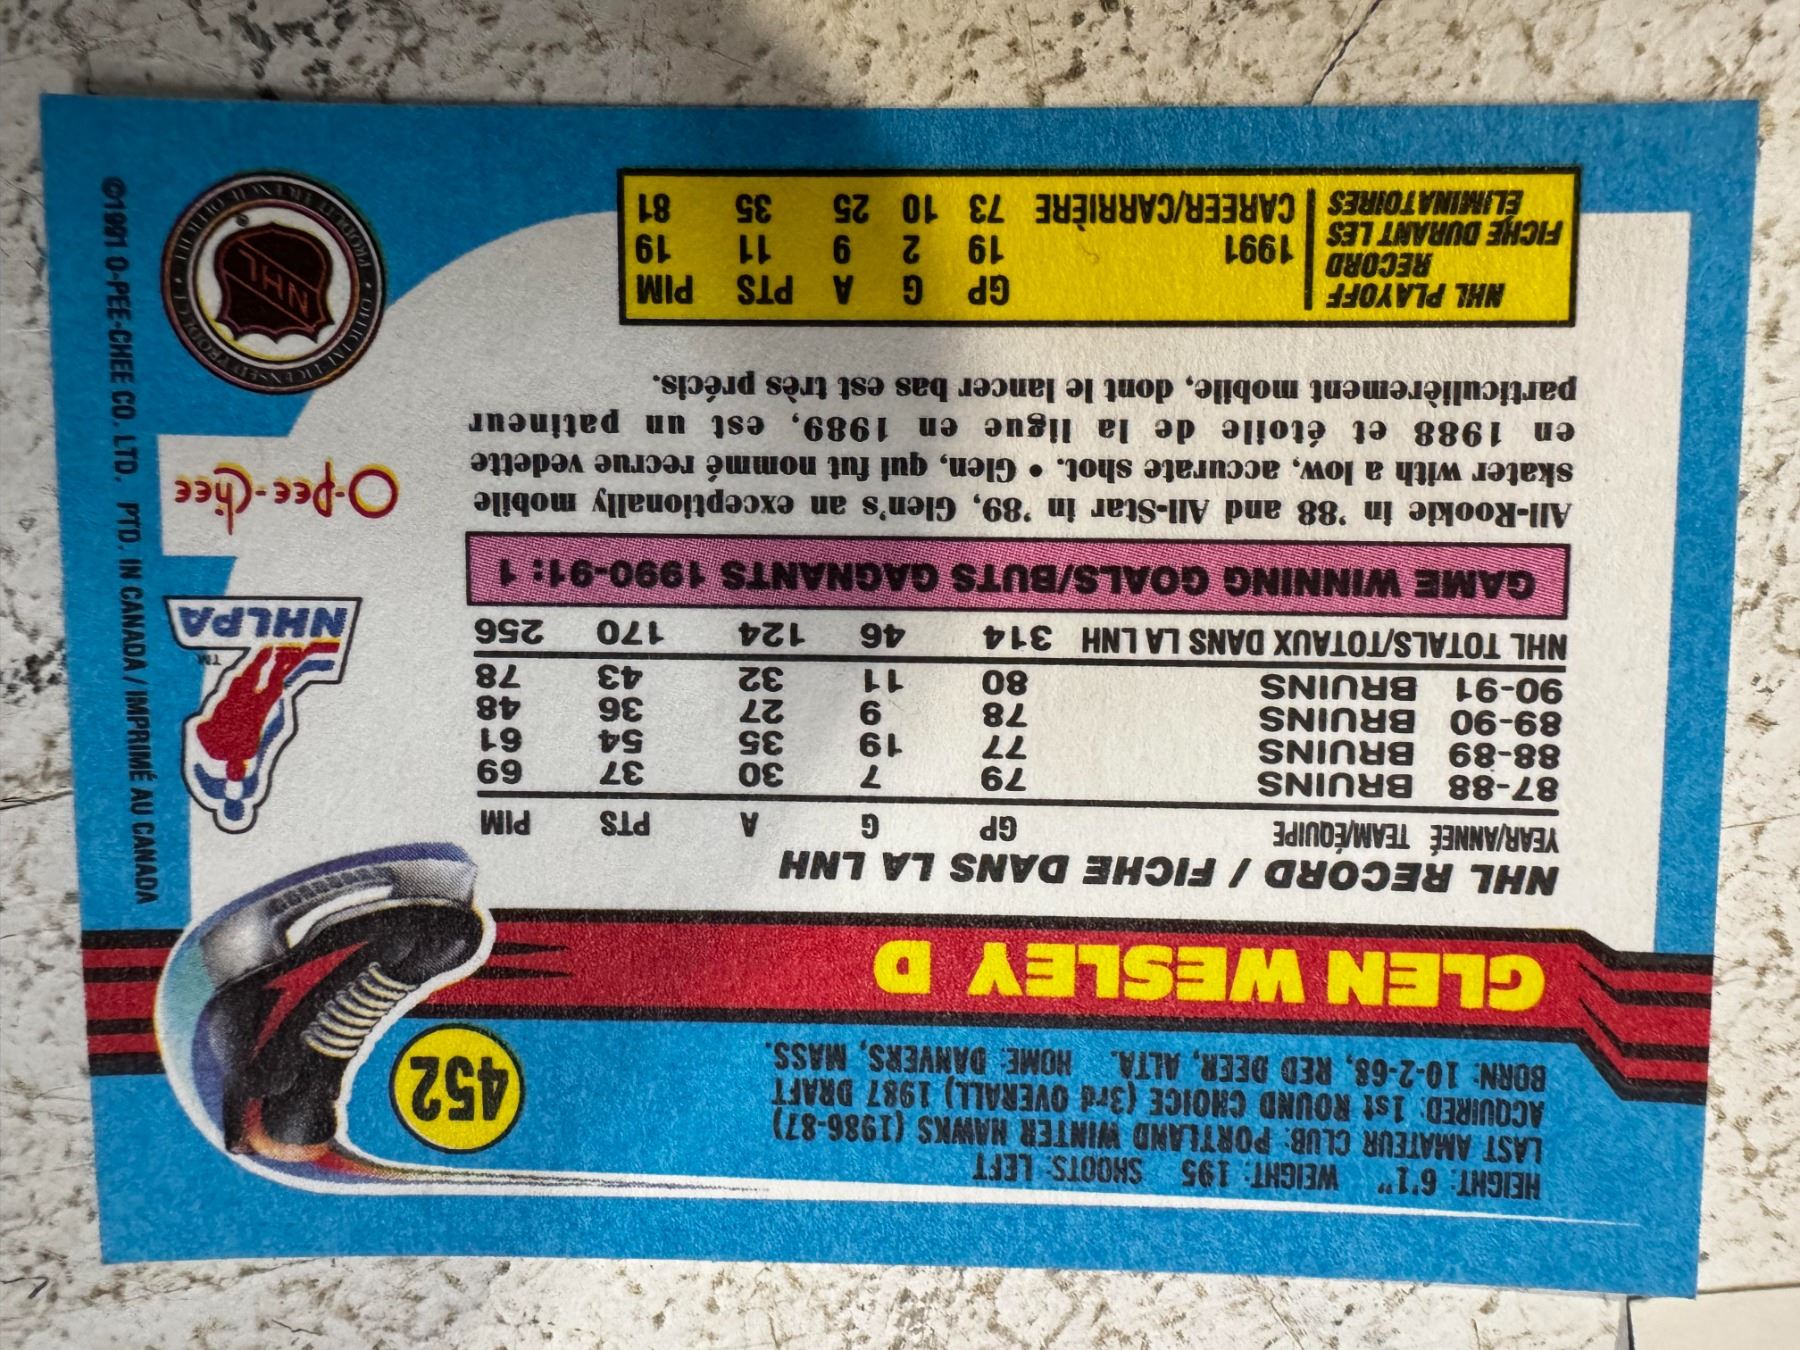 HEIGHT: 6'1" WEIGHT: 195 SHOOTS: LEFT
LAST AMATEUR CLUB: PORTLAND WINTER HAWKS (1986-87)
ACQUIRED: 1st ROUND CHOICE (3rd OVERALL) 1987 DRAFT
BORN: 10-2-68, RED DEER, ALTA. HOME: DANVERS, MASS.
452
GLEN WESLEY D
NHL RECORD / FICHE DANS LA LNH
YEAR/ANNÉE TEAM/ÉQUIPE GP G A PTS PIM
87-88 BRUINS 79 7 30 37 69
88-89 BRUINS 77 19 35 54 61
89-90 BRUINS 78 9 27 36 48
90-91 BRUINS 80 11 32 43 78
NHL TOTALS/TOTAUX DANS LA LNH 314 46 124 170 256
GAME WINNING GOALS/BUTS GAGNANTS 1990-91: 1
All-Rookie in '88 and All-Star in '89, Glen's an exceptionally mobile
skater with a low, accurate shot. • Glen, qui fut nommé recrue vedette
en 1988 et étoile de la ligue en 1989, est un patineur
particulièrement mobile, dont le lancer bas est très précis.
NHL PLAYOFF
RECORD
FICHE DURANT LES
ÉLIMINATOIRES
GP G A PTS PIM
1991 19 2 9 11 19
CAREER/CARRIÈRE 73 10 25 35 81
NHLPA
TM
O-Pee-Chee
NHL
©1991 O-PEE-CHEE CO. LTD. PTD. IN CANADA / IMPRIMÉ AU CANADA